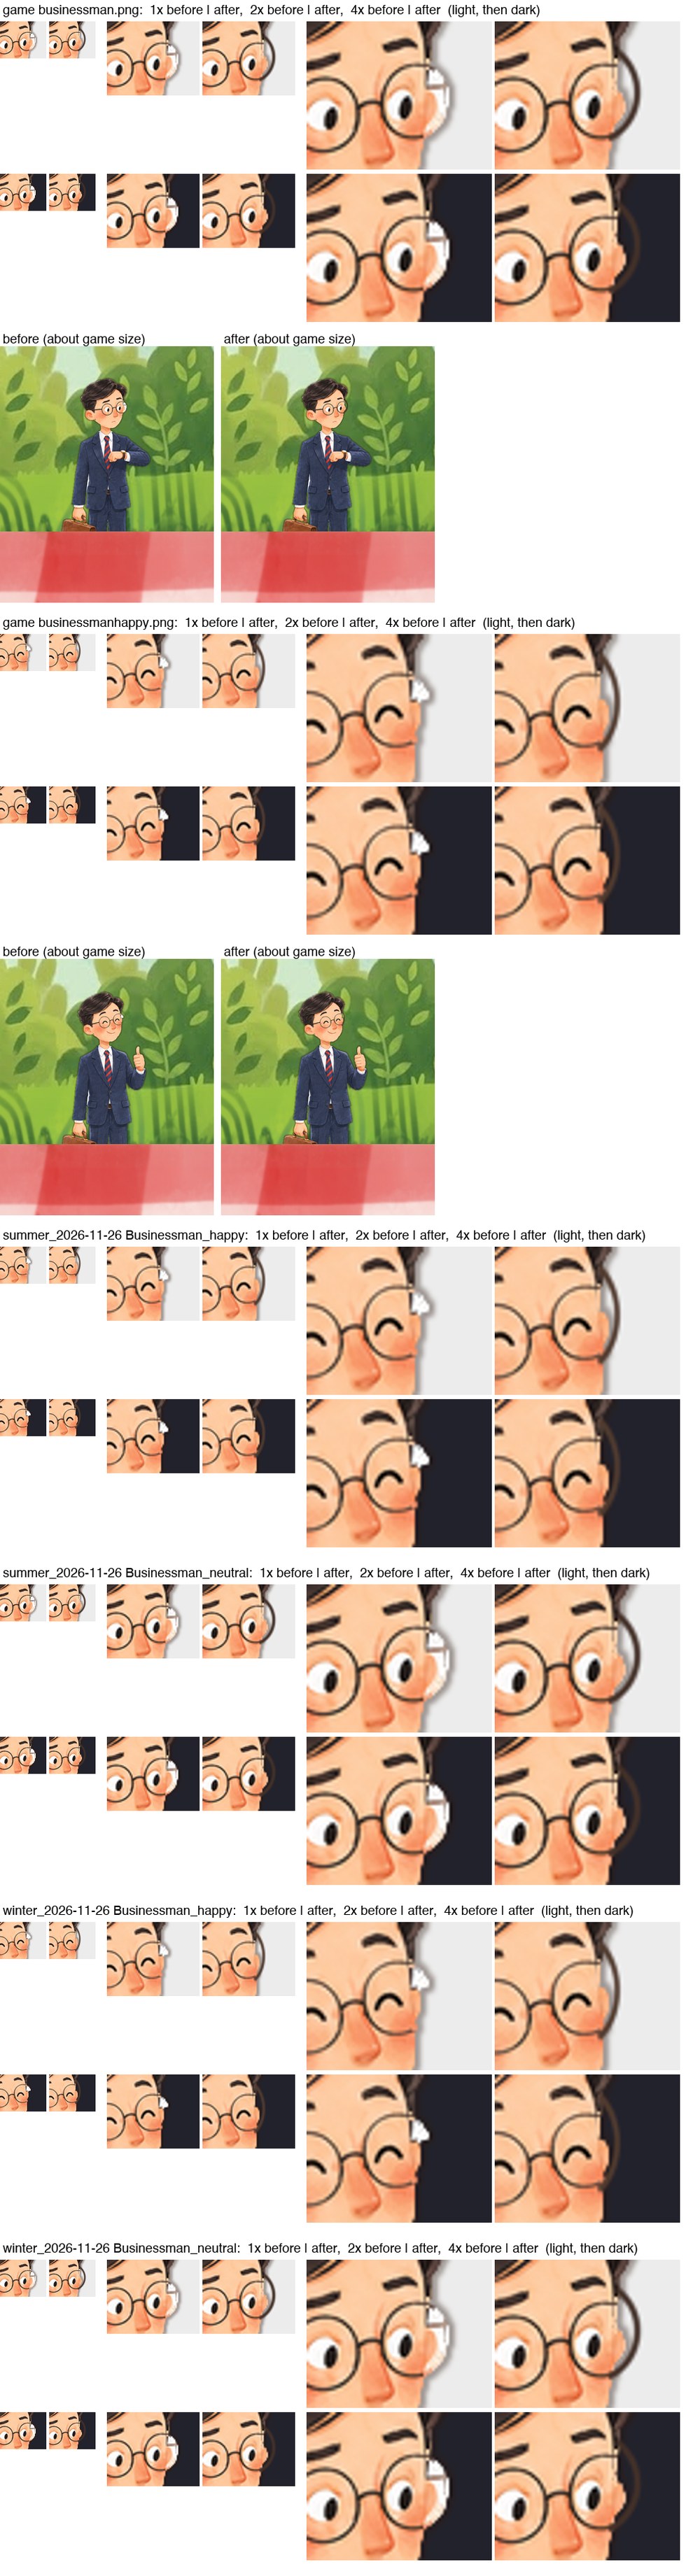 game businessman.png: 1x before | after, 2x before | after, 4x before | after (light, then dark)
before (about game size) after (about game size)
game businessmanhappy.png: 1x before | after, 2x before | after, 4x before | after (light, then dark)
before (about game size) after (about game size)
summer_2026-11-26 Businessman_happy: 1x before | after, 2x before | after, 4x before | after (light, then dark)
summer_2026-11-26 Businessman_neutral: 1x before | after, 2x before | after, 4x before | after (light, then dark)
winter_2026-11-26 Businessman_happy: 1x before | after, 2x before | after, 4x before | after (light, then dark)
winter_2026-11-26 Businessman_neutral: 1x before | after, 2x before | after, 4x before | after (light, then dark)